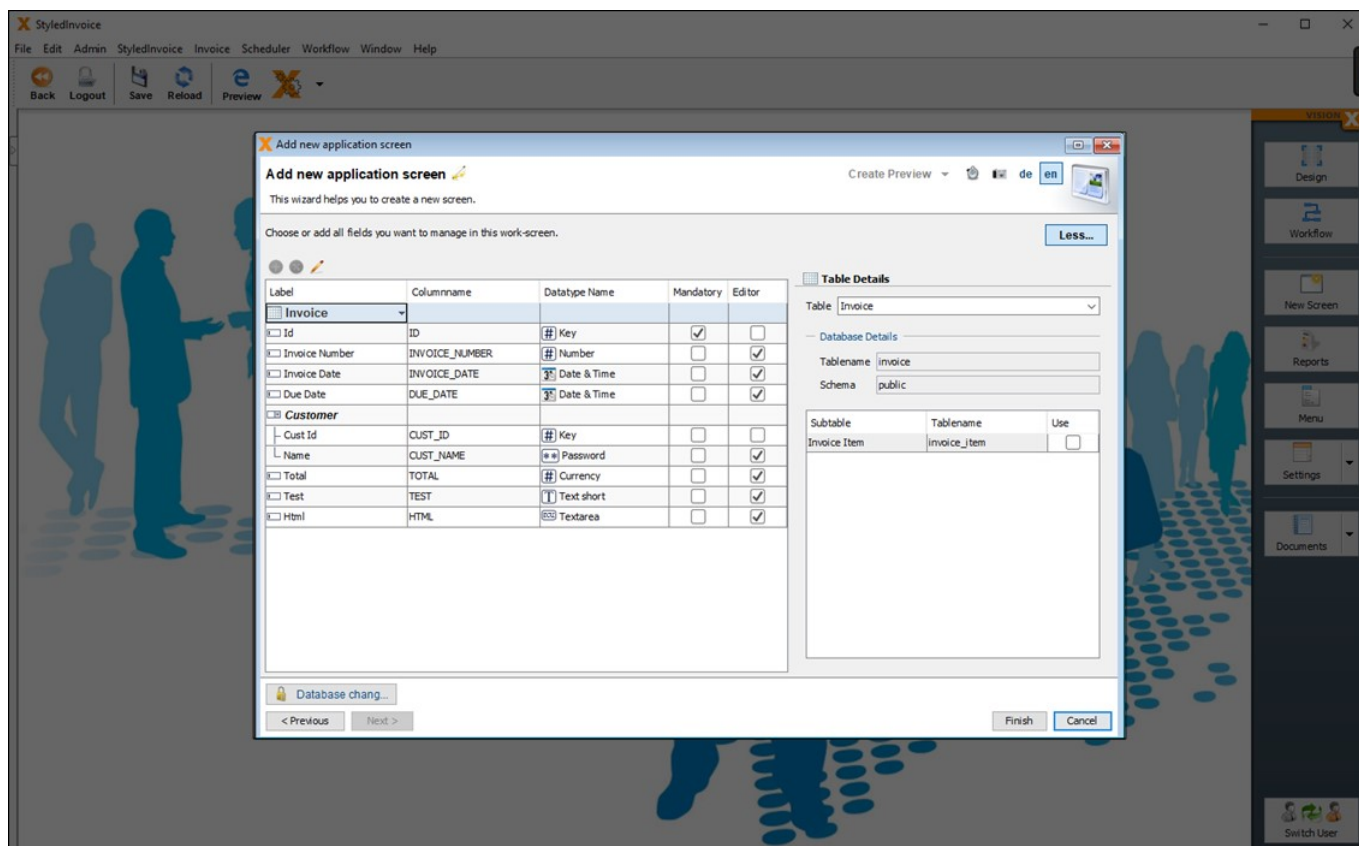 StyledInvoice
File Edit Admin StyledInvoice Invoice Scheduler Workflow Window Help
Back Logout Save Reload Preview
VISION X
Add new application screen
Add new application screen
Create Preview de en
This wizard helps you to create a new screen.
Choose or add all fields you want to manage in this work-screen.
Less...
Label Columnname Datatype Name Mandatory Editor
Invoice
Id ID # Key
Invoice Number INVOICE_NUMBER # Number
Invoice Date INVOICE_DATE Date & Time
Due Date DUE_DATE Date & Time
Customer
Cust Id CUST_ID # Key
Name CUST_NAME ** Password
Total TOTAL # Currency
Test TEST T Text short
Html HTML Textarea
Table Details
Table Invoice
Database Details
Tablename invoice
Schema public
Subtable Tablename Use
Invoice Item invoice_item
Database chang...
< Previous Next > Finish Cancel
Design
Workflow
New Screen
Reports
Menu
Settings
Documents
Switch User